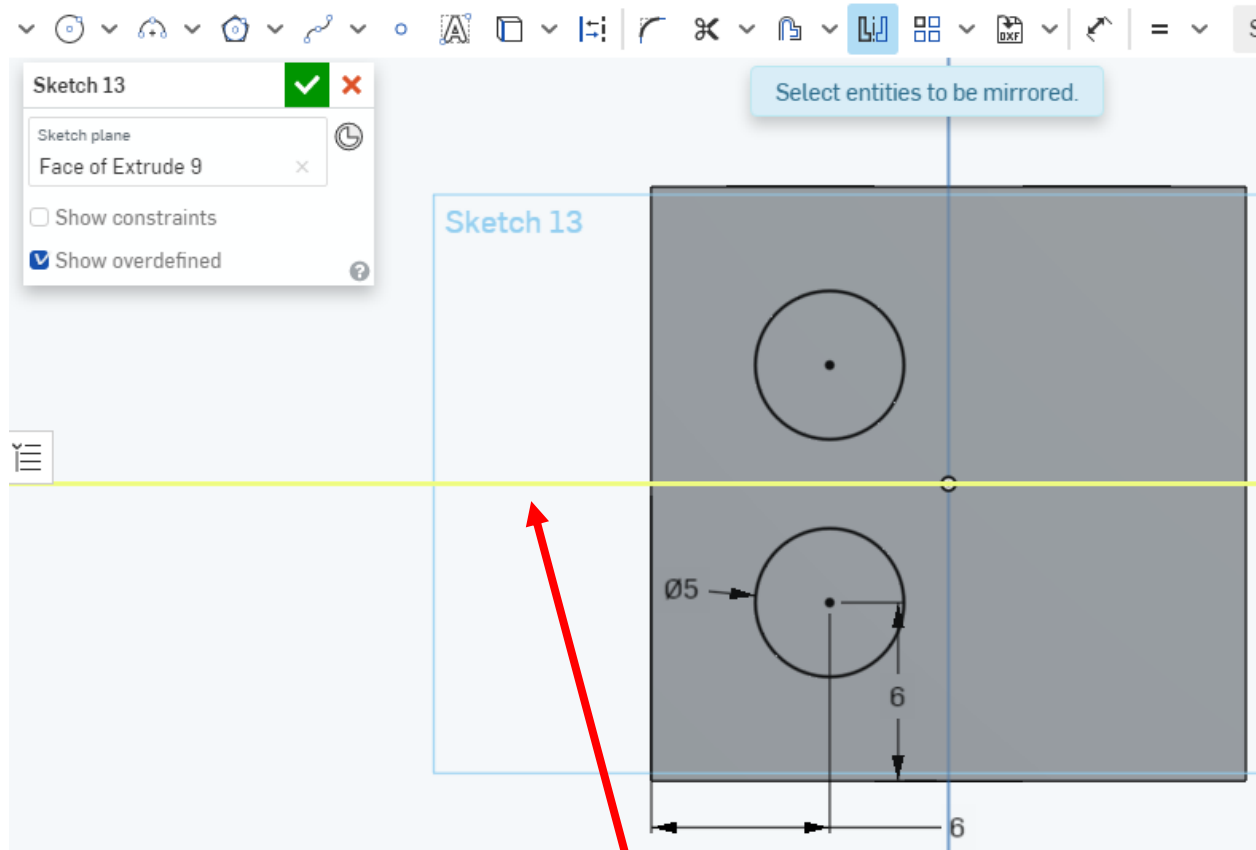 A
DXF
S
Sketch 13
Select entities to be mirrored.
Sketch plane
Face of Extrude 9
Show constraints
Show overdefined
?
Sketch 13
Ø5
6
6